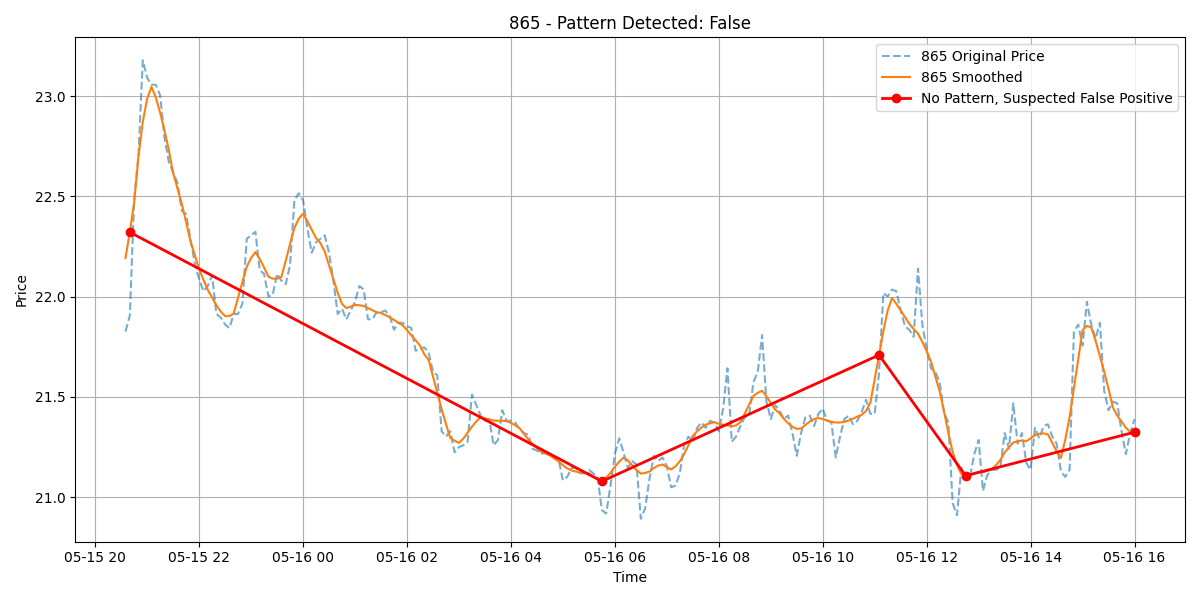 865 - Pattern Detected: False
865 Original Price
865 Smoothed
No Pattern, Suspected False Positive
Price
23.0
22.5
22.0
21.5
21.0
05-15 20 05-15 22 05-16 00 05-16 02 05-16 04 05-16 06 05-16 08 05-16 10 05-16 12 05-16 14 05-16 16
Time